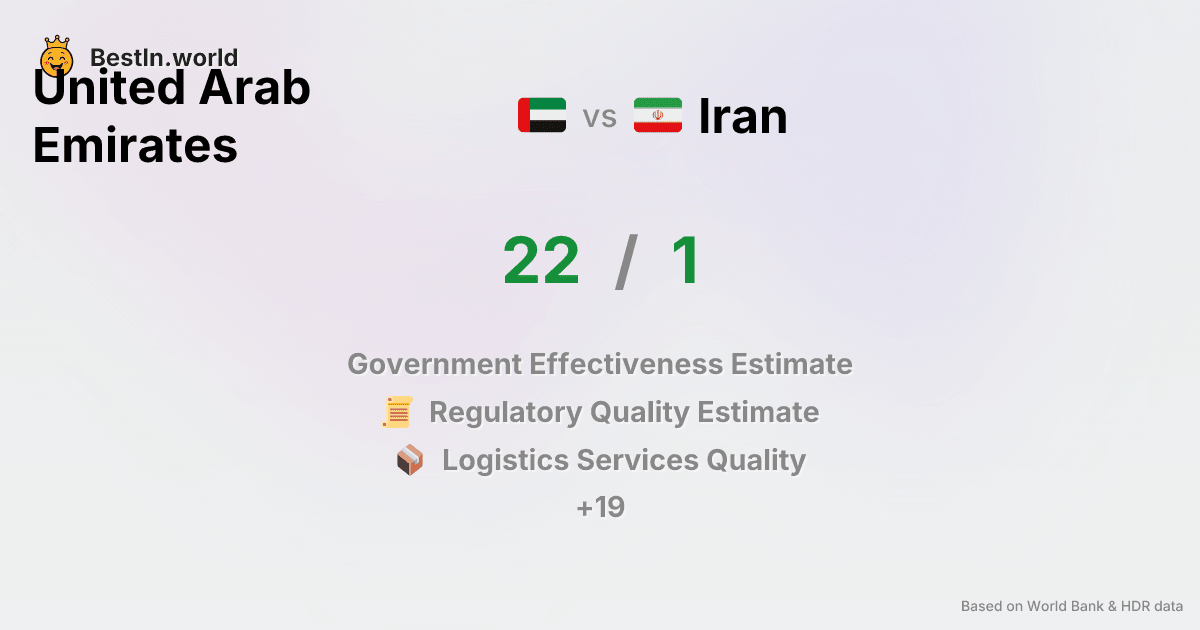 BestIn.world
United Arab
Emirates
vs
Iran
22 / 1
Government Effectiveness Estimate
Regulatory Quality Estimate
Logistics Services Quality
+19
Based on World Bank & HDR data